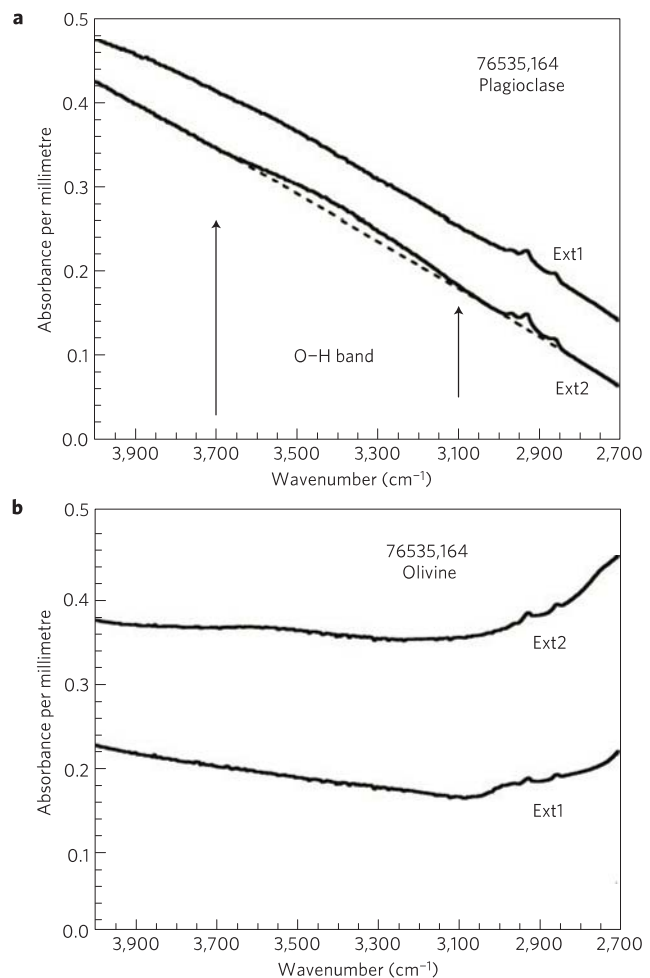 a
0.5
0.4
0.3
0.2
0.1
0.0
Absorbance per millimetre
76535,164
Plagioclase
Ext1
Ext2
O–H band
3,900 3,700 3,500 3,300 3,100 2,900 2,700
Wavenumber (cm⁻¹)
b
0.5
0.4
0.3
0.2
0.1
Absorbance per millimetre
76535,164
Olivine
Ext2
Ext1
3,900 3,700 3,500 3,300 3,100 2,900 2,700
Wavenumber (cm⁻¹)